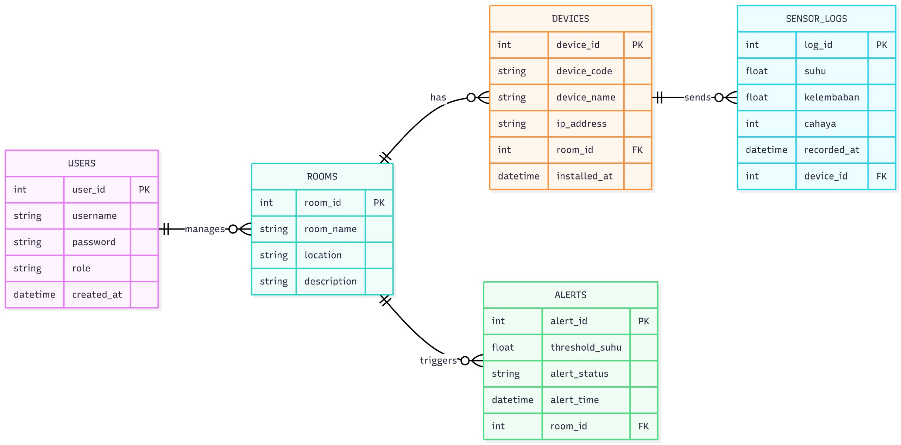 USERS
int user_id PK
string username
string password
string role
datetime created_at
manages
ROOMS
int room_id PK
string room_name
string location
string description
has
DEVICES
int device_id PK
string device_code
string device_name
string ip_address
int room_id FK
datetime installed_at
sends
SENSOR_LOGS
int log_id PK
float suhu
float kelembaban
int cahaya
datetime recorded_at
int device_id FK
triggers
ALERTS
int alert_id PK
float threshold_suhu
string alert_status
datetime alert_time
int room_id FK